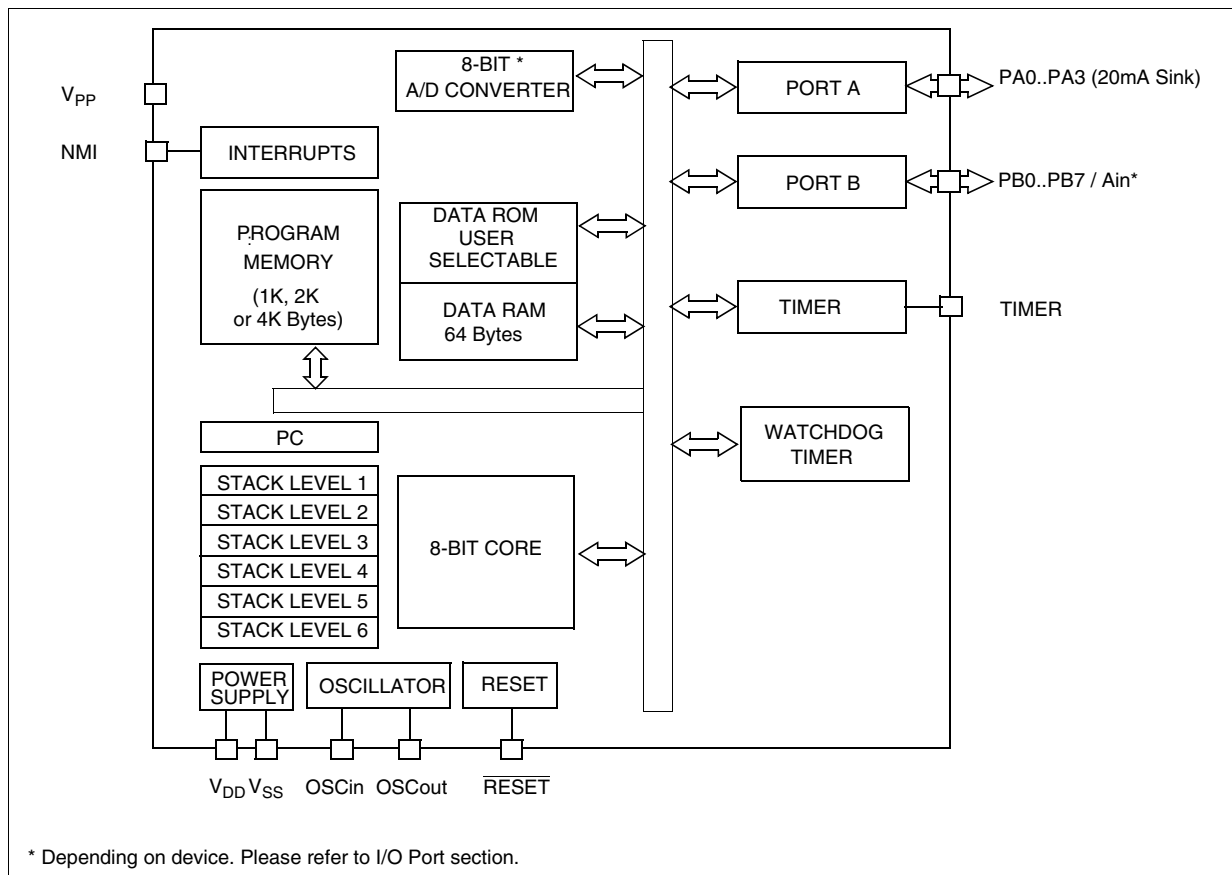 8-BIT *
A/D CONVERTER
PORT A
PA0..PA3 (20mA Sink)
VPP
NMI
INTERRUPTS
PORT B
PB0..PB7 / Ain*
PROGRAM
:
MEMORY
(1K, 2K
or 4K Bytes)
DATA ROM
USER
SELECTABLE
DATA RAM
64 Bytes
TIMER
TIMER
PC
WATCHDOG
TIMER
STACK LEVEL 1
STACK LEVEL 2
STACK LEVEL 3
STACK LEVEL 4
STACK LEVEL 5
STACK LEVEL 6
8-BIT CORE
POWER
SUPPLY
OSCILLATOR
RESET
VDD VSS OSCin OSCout RESET
* Depending on device. Please refer to I/O Port section.